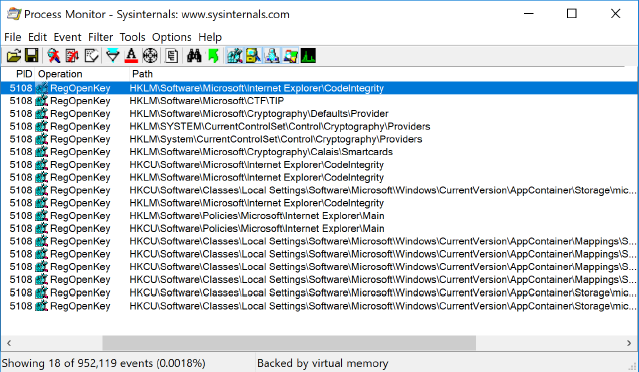 Process Monitor - Sysinternals: www.sysinternals.com
File Edit Event Filter Tools Options Help
PID Operation Path
5108 RegOpenKey HKLM\Software\Microsoft\Internet Explorer\CodeIntegrity
5108 RegOpenKey HKLM\Software\Microsoft\CTF\TIP
5108 RegOpenKey HKLM\Software\Microsoft\Cryptography\Defaults\Provider
5108 RegOpenKey HKLM\SYSTEM\CurrentControlSet\Control\Cryptography\Providers
5108 RegOpenKey HKLM\System\CurrentControlSet\Control\Cryptography\Providers
5108 RegOpenKey HKLM\Software\Microsoft\Cryptography\Calais\Smartcards
5108 RegOpenKey HKCU\Software\Microsoft\Internet Explorer\CodeIntegrity
5108 RegOpenKey HKLM\Software\Microsoft\Internet Explorer\CodeIntegrity
5108 RegOpenKey HKCU\Software\Classes\Local Settings\Software\Microsoft\Windows\CurrentVersion\AppContainer\Storage\mic...
5108 RegOpenKey HKLM\Software\Microsoft\Internet Explorer\CodeIntegrity
5108 RegOpenKey HKLM\Software\Policies\Microsoft\Internet Explorer\Main
5108 RegOpenKey HKCU\Software\Policies\Microsoft\Internet Explorer\Main
5108 RegOpenKey HKCU\Software\Classes\Local Settings\Software\Microsoft\Windows\CurrentVersion\AppContainer\Mappings\S...
5108 RegOpenKey HKCU\Software\Classes\Local Settings\Software\Microsoft\Windows\CurrentVersion\AppContainer\Mappings\S...
5108 RegOpenKey HKCU\Software\Classes\Local Settings\Software\Microsoft\Windows\CurrentVersion\AppContainer\Mappings\S...
5108 RegOpenKey HKCU\Software\Classes\Local Settings\Software\Microsoft\Windows\CurrentVersion\AppContainer\Mappings\S...
5108 RegOpenKey HKCU\Software\Classes\Local Settings\Software\Microsoft\Windows\CurrentVersion\AppContainer\Storage\mic...
5108 RegOpenKey HKCU\Software\Classes\Local Settings\Software\Microsoft\Windows\CurrentVersion\AppContainer\Mappings\S...
Showing 18 of 952,119 events (0.0018%) Backed by virtual memory